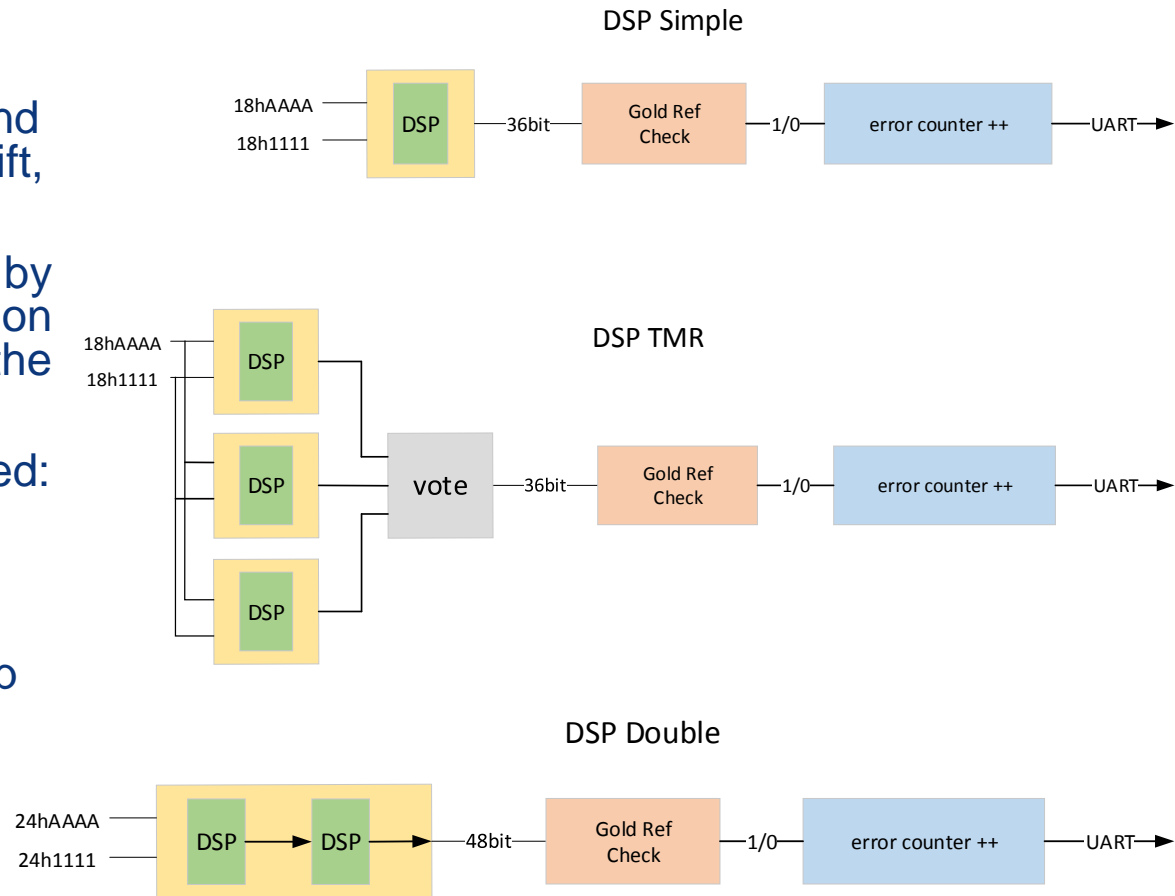 DSP Simple
nd
ift,
18hAAAA
18h1111
DSP
36bit
Gold Ref
Check
1/0
error counter ++
UART
by
on
the
ed:
o
DSP TMR
18hAAAA
18h1111
DSP
DSP
DSP
vote
36bit
Gold Ref
Check
1/0
error counter ++
UART
DSP Double
24hAAAA
24h1111
DSP
DSP
48bit
Gold Ref
Check
1/0
error counter ++
UART